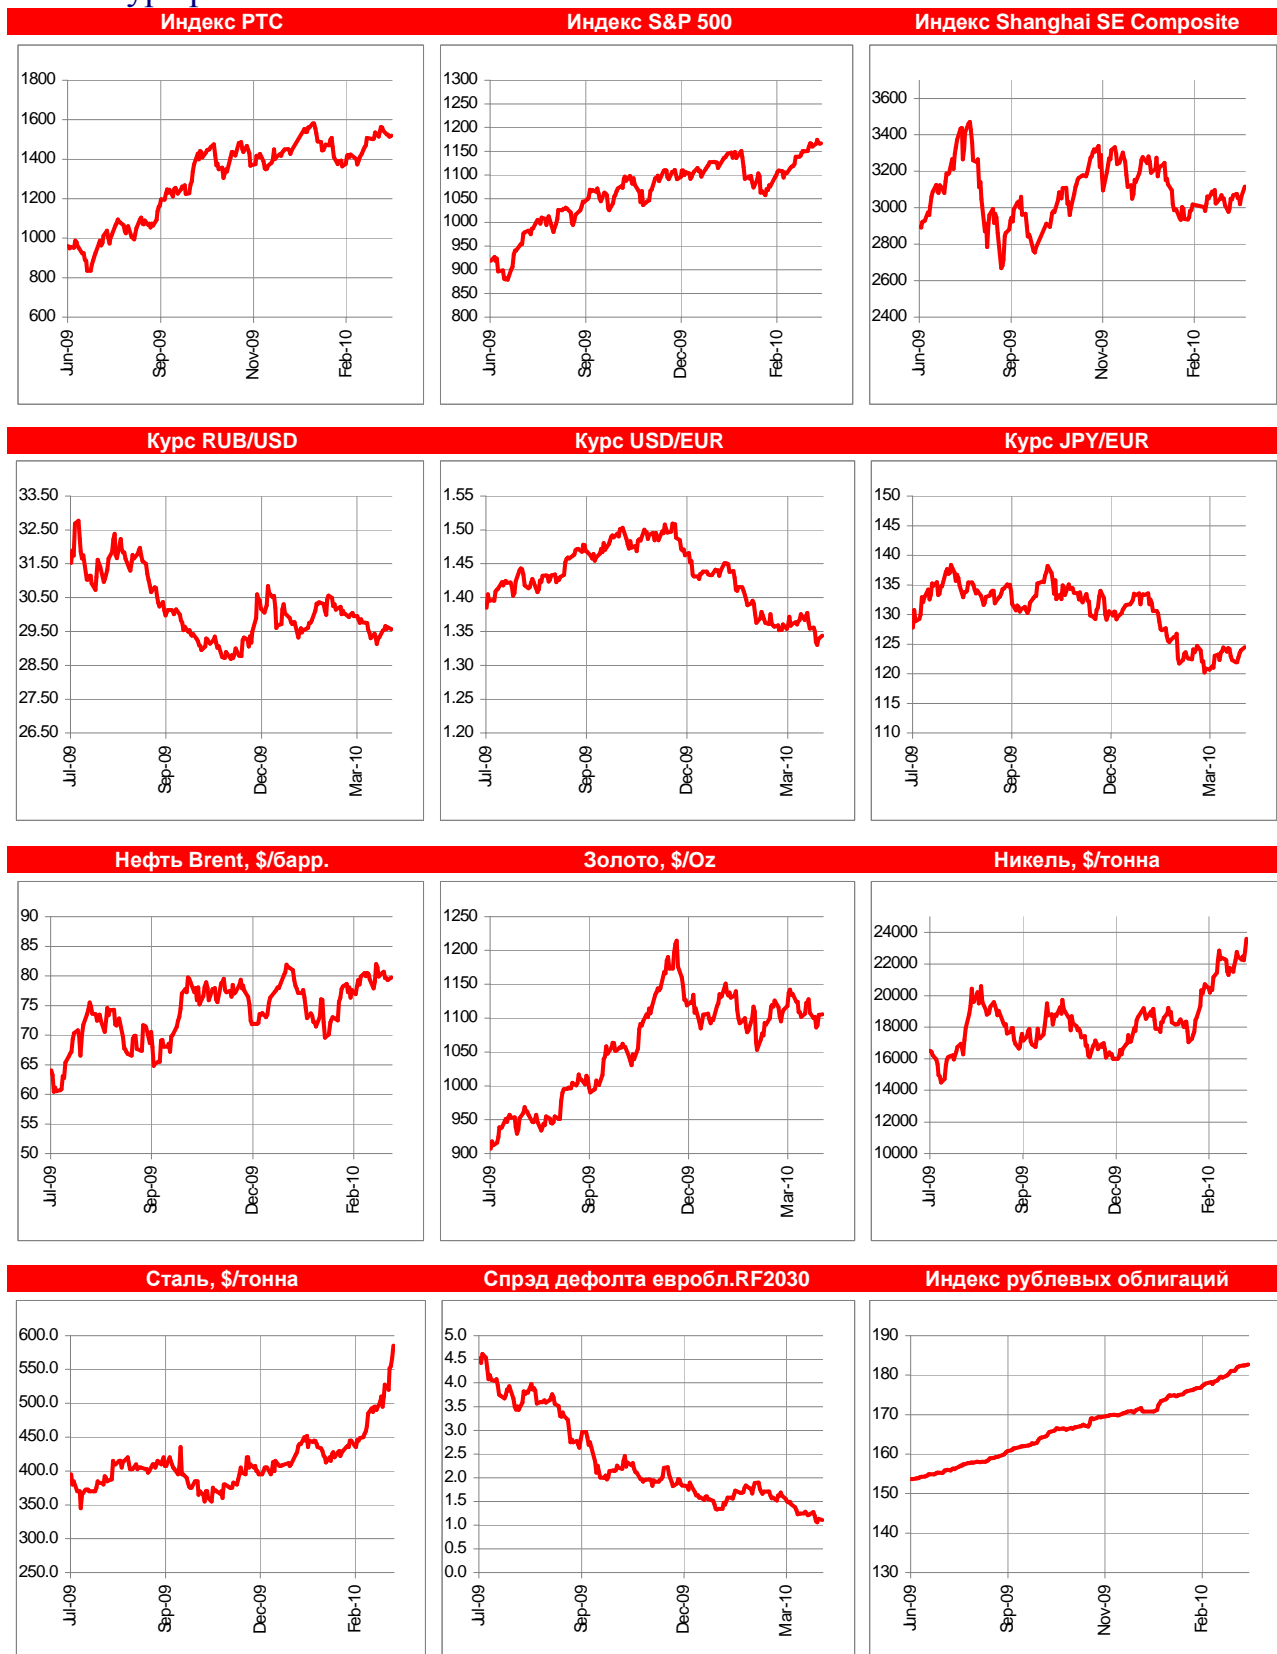 Индекс РТС
1800
1600
1400
1200
1000
800
600
Jun-09
Sep-09
Nov-09
Feb-10
Индекс S&P 500
1300
1250
1200
1150
1100
1050
1000
950
900
850
800
Jun-09
Sep-09
Dec-09
Feb-10
Индекс Shanghai SE Composite
3600
3400
3200
3000
2800
2600
2400
Jun-09
Sep-09
Nov-09
Feb-10
Курс RUB/USD
33.50
32.50
31.50
30.50
29.50
28.50
27.50
26.50
Jul-09
Sep-09
Dec-09
Mar-10
Курс USD/EUR
1.55
1.50
1.45
1.40
1.35
1.30
1.25
1.20
Jul-09
Sep-09
Dec-09
Mar-10
Курс JPY/EUR
150
145
140
135
130
125
120
115
110
Jul-09
Sep-09
Dec-09
Mar-10
Нефть Brent, $/барр.
90
85
80
75
70
65
60
55
50
Jul-09
Sep-09
Dec-09
Feb-10
Золото, $/Oz
1250
1200
1150
1100
1050
1000
950
900
Jul-09
Sep-09
Dec-09
Mar-10
Никель, $/тонна
24000
22000
20000
18000
16000
14000
12000
10000
Jul-09
Sep-09
Dec-09
Feb-10
Сталь, $/тонна
600.0
550.0
500.0
450.0
400.0
350.0
300.0
250.0
Jul-09
Sep-09
Dec-09
Feb-10
Спрэд дефолта евробл.RF2030
5.0
4.5
4.0
3.5
3.0
2.5
2.0
1.5
1.0
0.5
0.0
Jul-09
Sep-09
Dec-09
Mar-10
Индекс рублевых облигаций
190
180
170
160
150
140
130
Jun-09
Sep-09
Nov-09
Feb-10